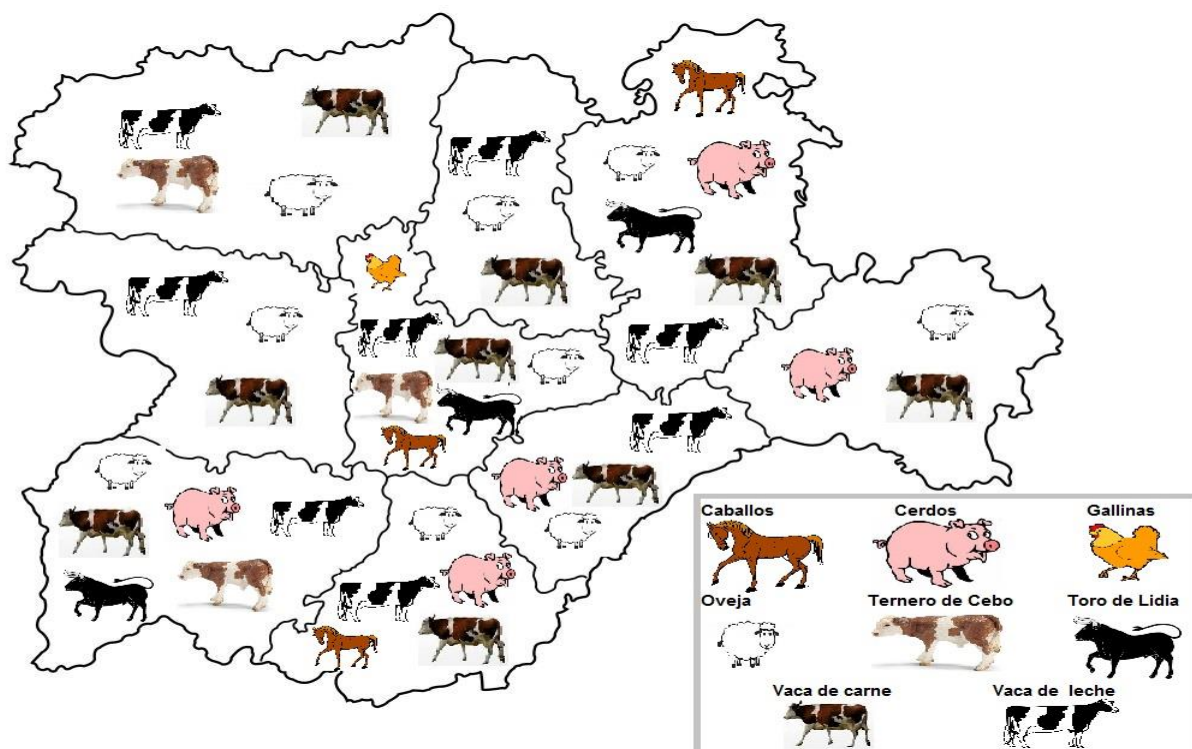 Caballos Cerdos Gallinas
Oveja Ternero de Cebo Toro de Lidia
Vaca de carne Vaca de leche